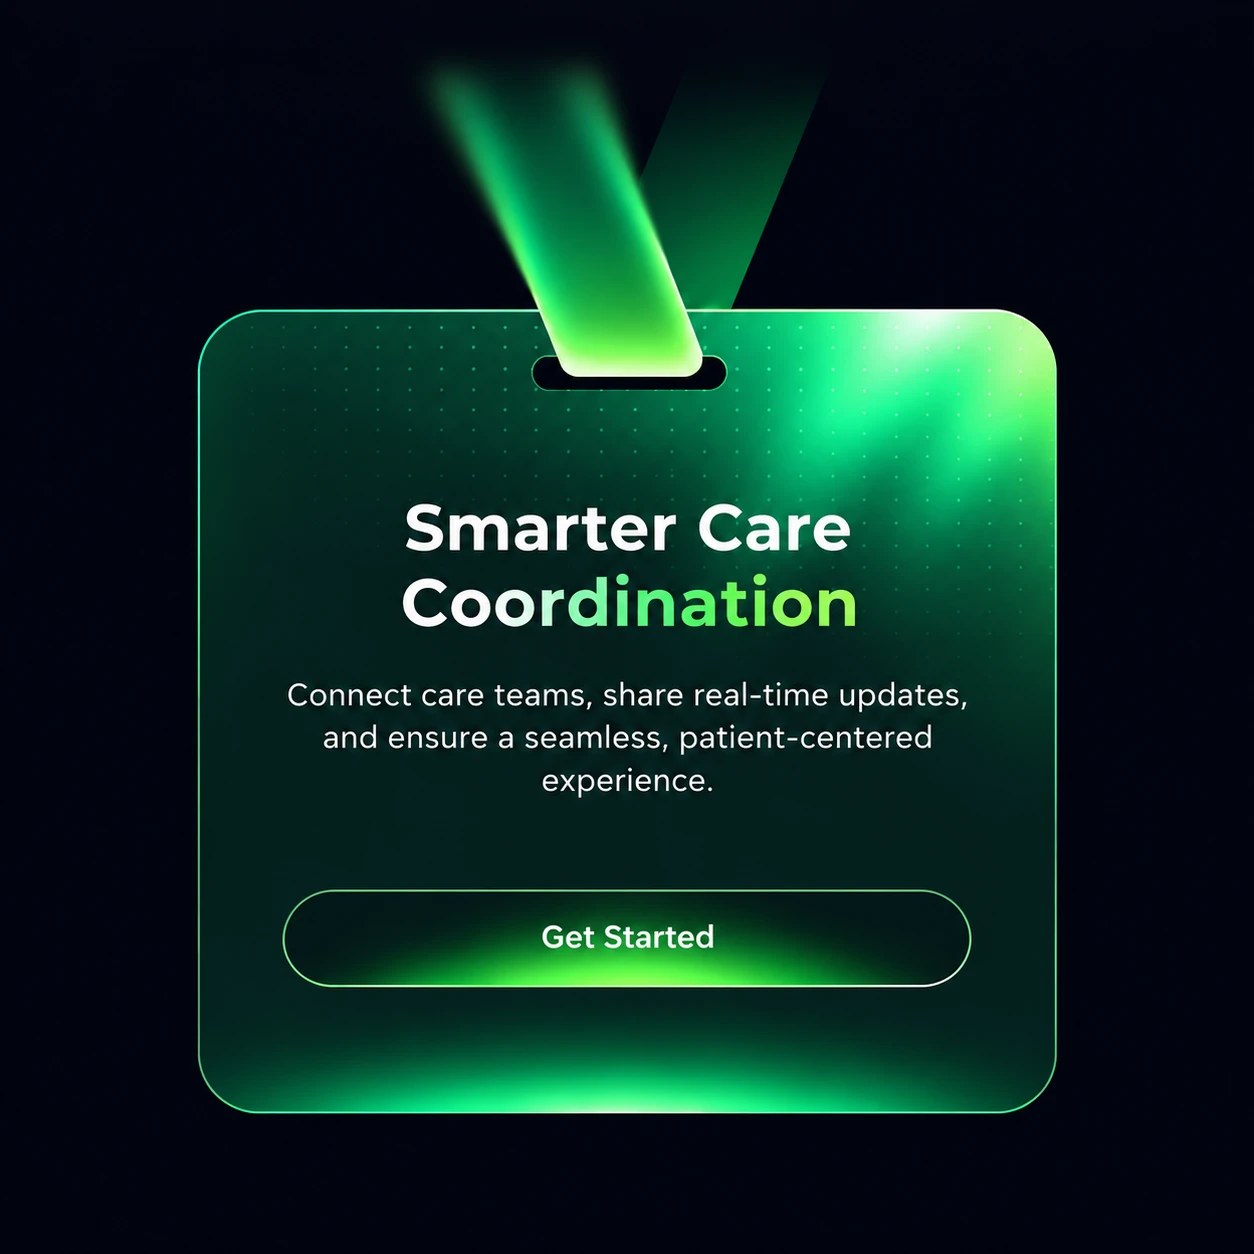 Smarter Care
Coordination
Connect care teams, share real-time updates,
and ensure a seamless, patient-centered
experience.
Get Started